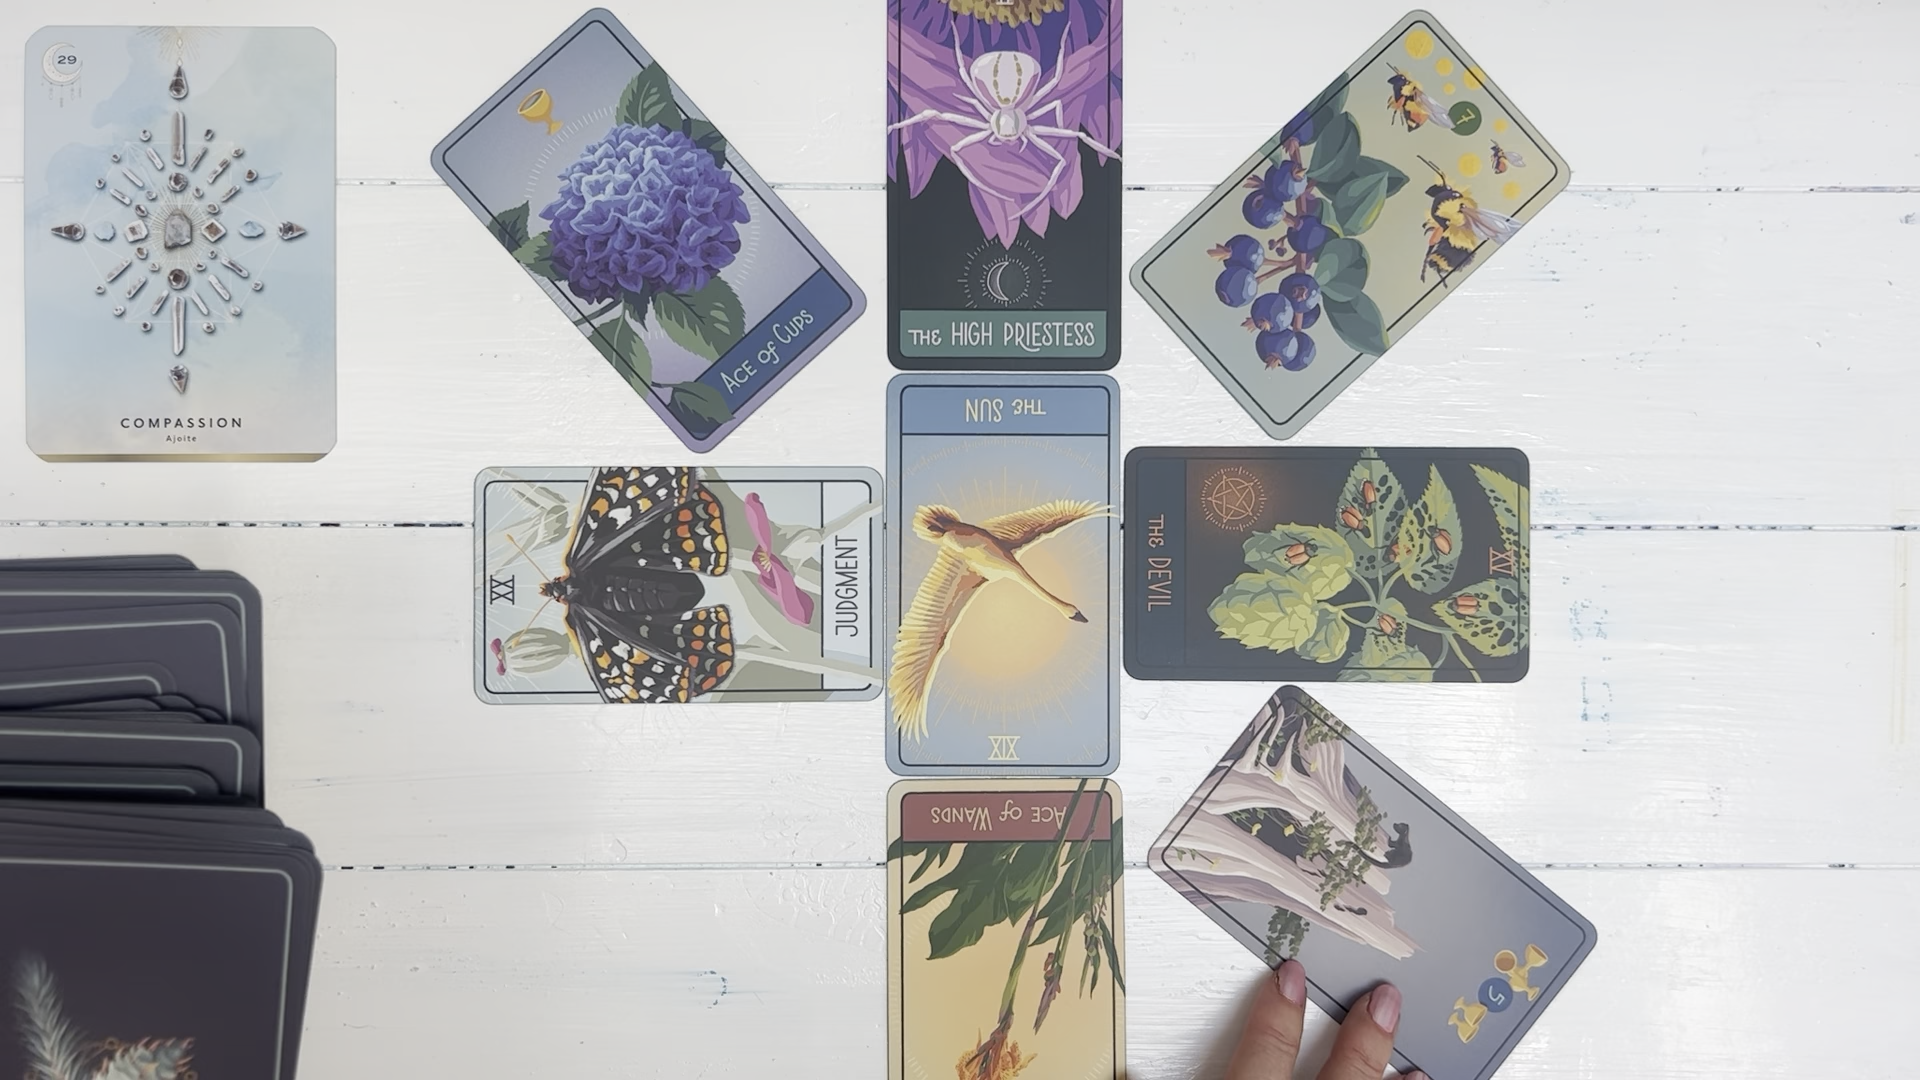 29
COMPASSION
Ajoite
ACE OF CUPS
THE HIGH PRIESTESS
7
THE SUN
XIX
XX
JUDGMENT
THE DEVIL
XV
ACE OF WANDS
5